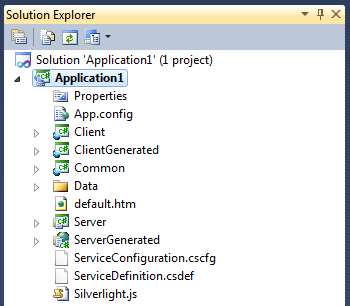 Solution Explorer
Solution 'Application1' (1 project)
Application1
Properties
App.config
Client
ClientGenerated
Common
Data
default.htm
Server
ServerGenerated
ServiceConfiguration.cscfg
ServiceDefinition.csdef
Silverlight.js